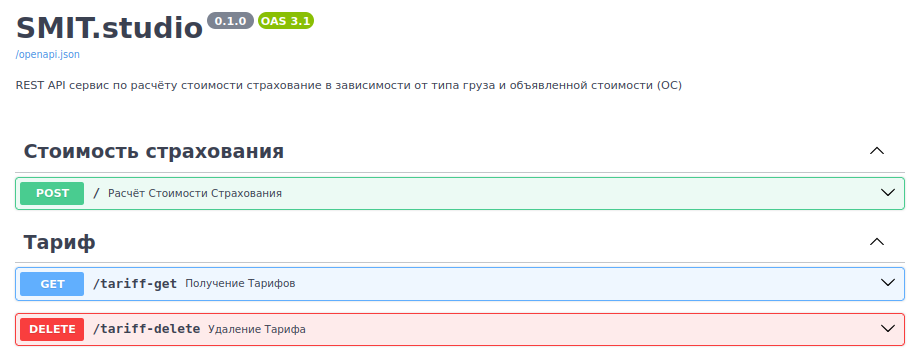 SMIT.studio 0.1.0 OAS 3.1
/openapi.json
REST API сервис по расчёту стоимости страхование в зависимости от типа груза и объявленной стоимости (ОС)
Стоимость страхования
POST / Расчёт Стоимости Страхования
Тариф
GET /tariff-get Получение Тарифов
DELETE /tariff-delete Удаление Тарифа